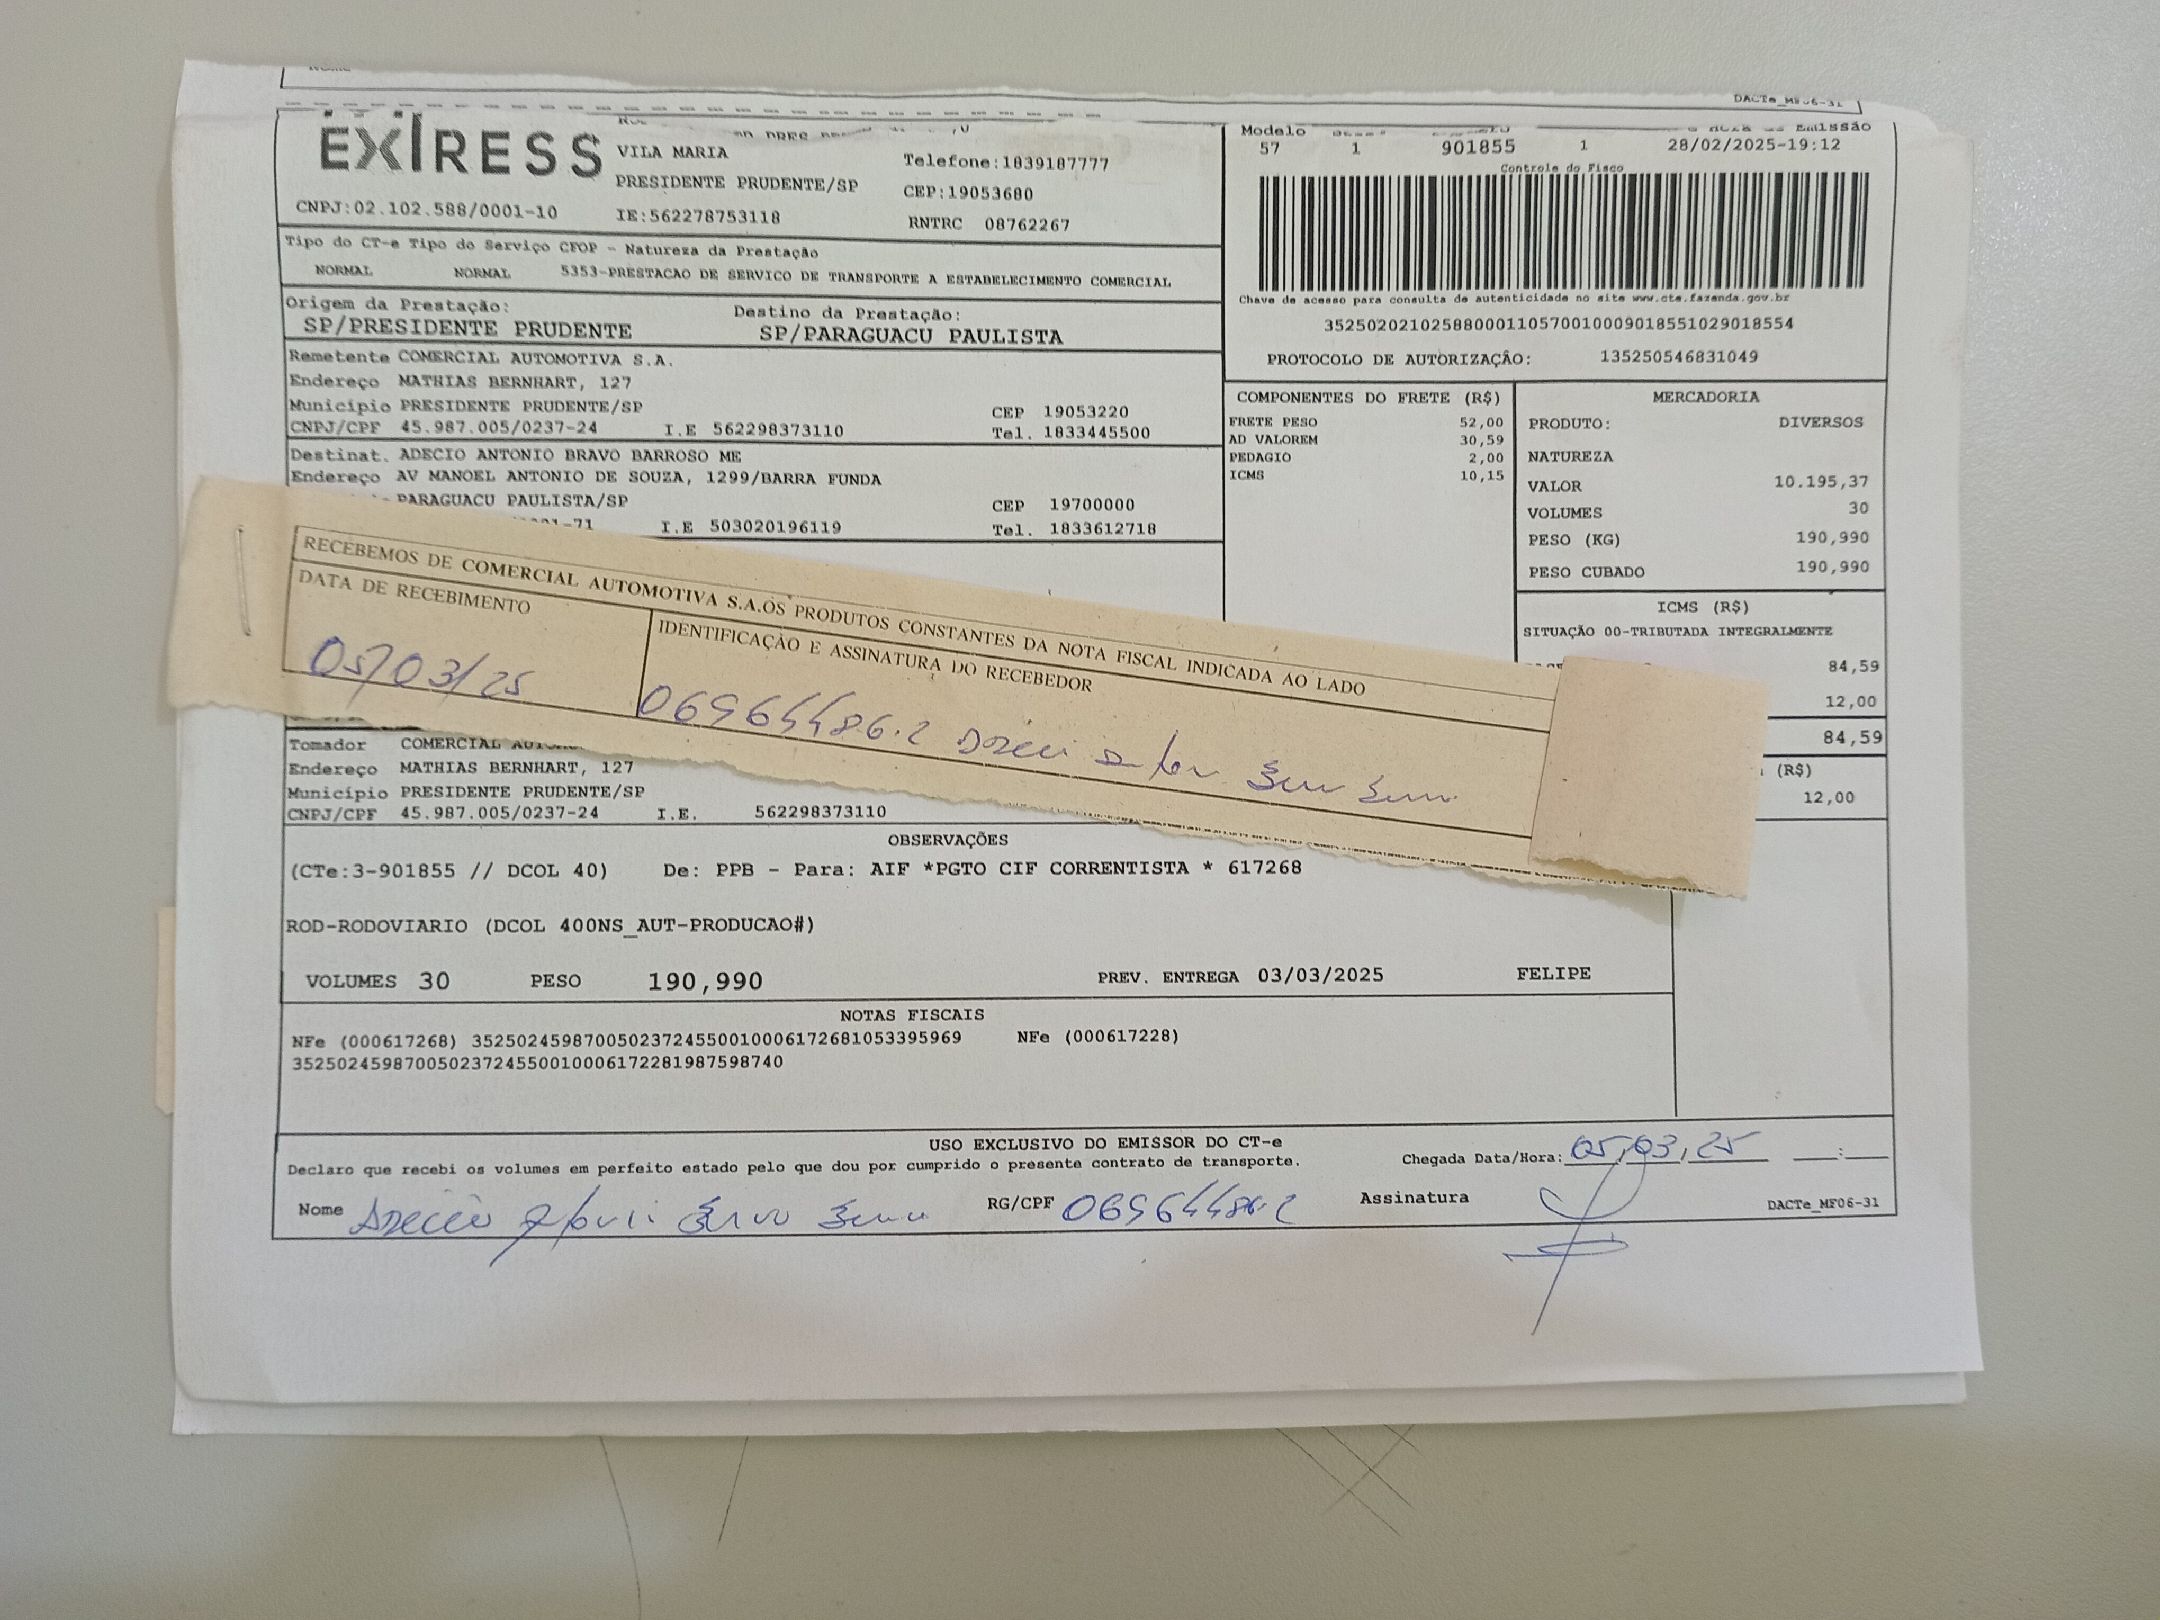 DACTe_MF06-31
EXPRESS
VILA MARIA
Telefone:1839187777
PRESIDENTE PRUDENTE/SP
CEP:19053680
CNPJ:02.102.588/0001-10
IE:562278753118
RNTRC 08762267
Modelo
Emissão
57 1 901855 1 28/02/2025-19:12
Controle do Fisco
Tipo do CT-e Tipo do Serviço CFOP - Natureza da Prestação
NORMAL NORMAL 5353-PRESTACAO DE SERVICO DE TRANSPORTE A ESTABELECIMENTO COMERCIAL
Chave de acesso para consulta de autenticidade no site www.cte.fazenda.gov.br
35250202102588000110570010009018551029018554
PROTOCOLO DE AUTORIZAÇÃO: 135250546831049
Origem da Prestação: Destino da Prestação:
SP/PRESIDENTE PRUDENTE SP/PARAGUACU PAULISTA
Remetente COMERCIAL AUTOMOTIVA S.A.
Endereço MATHIAS BERNHART, 127
Município PRESIDENTE PRUDENTE/SP CEP 19053220
CNPJ/CPF 45.987.005/0237-24 I.E 562298373110 Tel. 1833445500
Destinat. ADECIO ANTONIO BRAVO BARROSO ME
Endereço AV MANOEL ANTONIO DE SOUZA, 1299/BARRA FUNDA
PARAGUACU PAULISTA/SP CEP 19700000
-71 I.E 503020196119 Tel. 1833612718
COMPONENTES DO FRETE (R$)
FRETE PESO 52,00
AD VALOREM 30,59
PEDAGIO 2,00
ICMS 10,15
MERCADORIA
PRODUTO: DIVERSOS
NATUREZA
VALOR 10.195,37
VOLUMES 30
PESO (KG) 190,990
PESO CUBADO 190,990
ICMS (R$)
SITUAÇÃO 00-TRIBUTADA INTEGRALMENTE
84,59
12,00
84,59
(R$)
12,00
RECEBEMOS DE COMERCIAL AUTOMOTIVA S.A.OS PRODUTOS CONSTANTES DA NOTA FISCAL INDICADA AO LADO
DATA DE RECEBIMENTO
IDENTIFICAÇÃO E ASSINATURA DO RECEBEDOR
05/03/25
Tomador COMERCIAL
Endereço MATHIAS BERNHART, 127
Município PRESIDENTE PRUDENTE/SP
CNPJ/CPF 45.987.005/0237-24 I.E. 562298373110
OBSERVAÇÕES
(CTe:3-901855 // DCOL 40) De: PPB - Para: AIF *PGTO CIF CORRENTISTA * 617268
ROD-RODOVIARIO (DCOL 400NS_AUT-PRODUCAO#)
VOLUMES 30 PESO 190,990 PREV. ENTREGA 03/03/2025 FELIPE
NOTAS FISCAIS
NFe (000617268) 35250245987005023724550010006172681053395969 NFe (000617228)
35250245987005023724550010006172281987598740
USO EXCLUSIVO DO EMISSOR DO CT-e
Declaro que recebi os volumes em perfeito estado pelo que dou por cumprido o presente contrato de transporte.
Chegada Data/Hora: 05,03,25 __:__
Nome
RG/CPF
Assinatura
DACTe_MF06-31